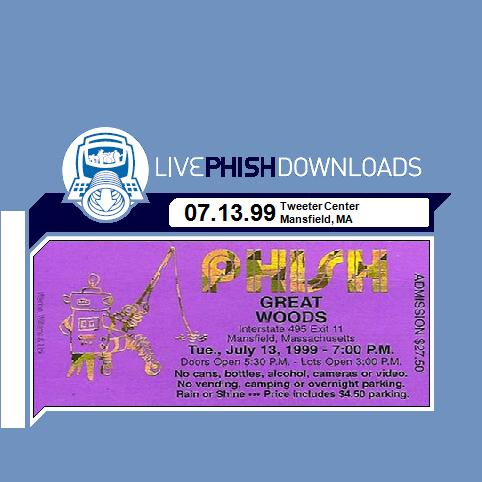 LIVEPHISHDOWNLOADS
07.13.99 Tweeter Center
Mansfield, MA
PHISH
GREAT
WOODS
Interstate 495 Exit 11
Mansfield, Massachusetts
Tue., July 13, 1999 - 7:00 P.M.
Doors Open 5:30 P.M. - Lots Open 3:00 P.M.
No cans, bottles, alcohol, cameras or video.
No vending, camping or overnight parking.
Rain or Shine ••• Price includes $4.50 parking.
ADMISSION $27.50